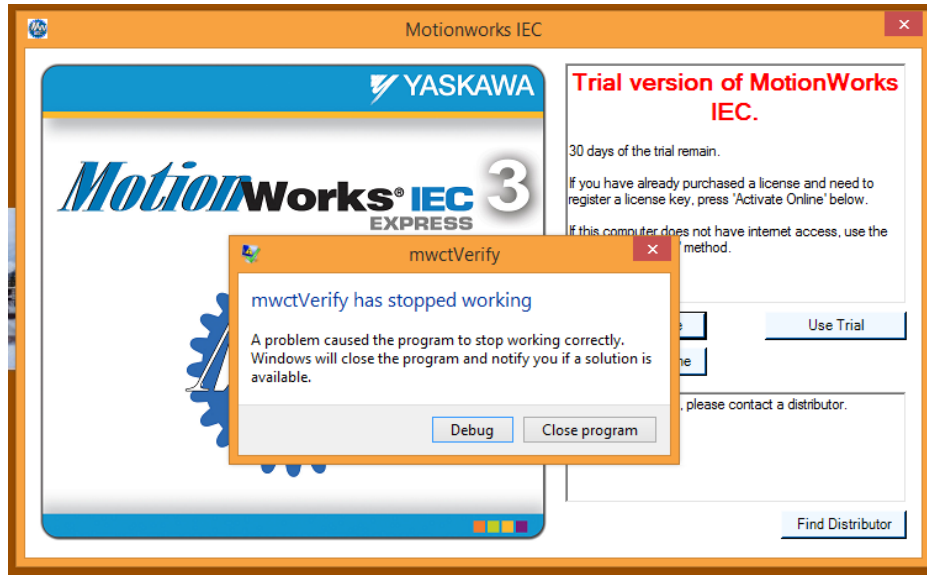 Motionworks IEC
YASKAWA
MotionWorks® IEC 3
EXPRESS
Trial version of MotionWorks
IEC.
30 days of the trial remain.
If you have already purchased a license and need to
register a license key, press 'Activate Online' below.
If this computer does not have internet access, use the
method.
Use Trial
, please contact a distributor.
Find Distributor
mwctVerify
mwctVerify has stopped working
A problem caused the program to stop working correctly.
Windows will close the program and notify you if a solution is
available.
Debug
Close program